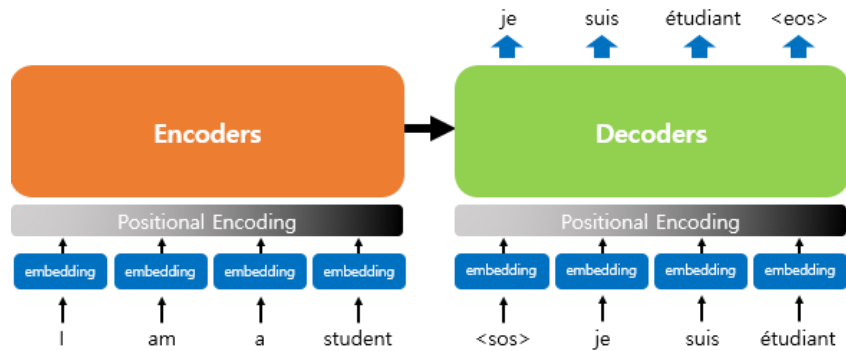 je suis étudiant <eos>
Encoders
Decoders
Positional Encoding
Positional Encoding
embedding embedding embedding embedding
embedding embedding embedding embedding
I am a student
<sos> je suis étudiant